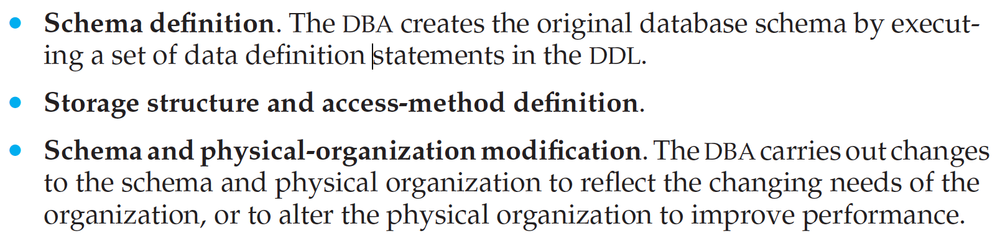 • Schema definition. The DBA creates the original database schema by execut-
ing a set of data definition statements in the DDL.
• Storage structure and access-method definition.
• Schema and physical-organization modification. The DBA carries out changes
to the schema and physical organization to reflect the changing needs of the
organization, or to alter the physical organization to improve performance.